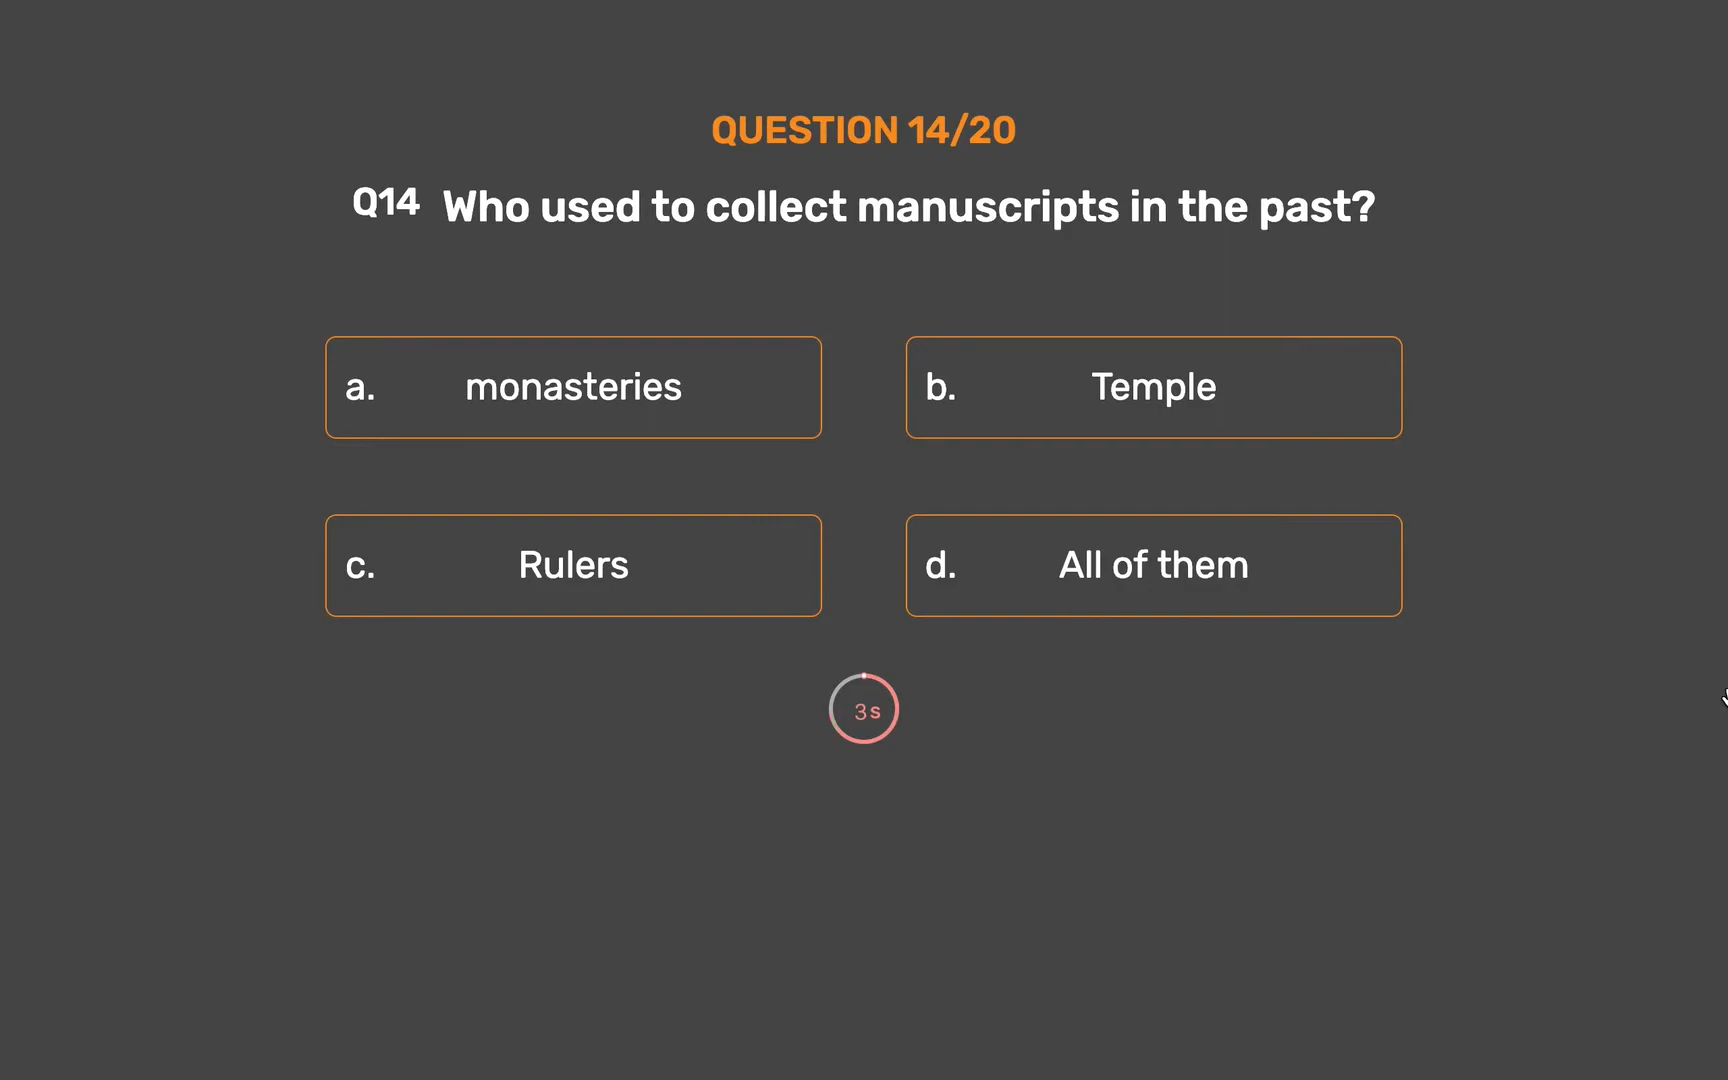 QUESTION 14/20
Q14 Who used to collect manuscripts in the past?
a. monasteries
b. Temple
c. Rulers
d. All of them
3s